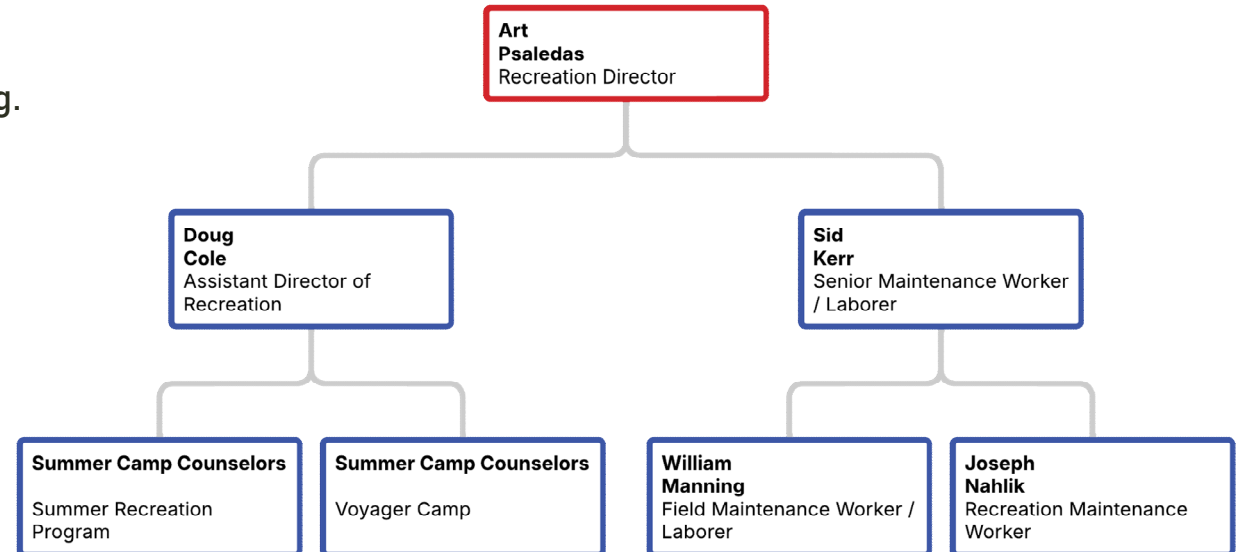 Art
Psaledas
Recreation Director
g.
Doug
Cole
Assistant Director of
Recreation
Sid
Kerr
Senior Maintenance Worker
/ Laborer
Summer Camp Counselors
Summer Recreation
Program
Summer Camp Counselors
Voyager Camp
William
Manning
Field Maintenance Worker /
Laborer
Joseph
Nahlik
Recreation Maintenance
Worker